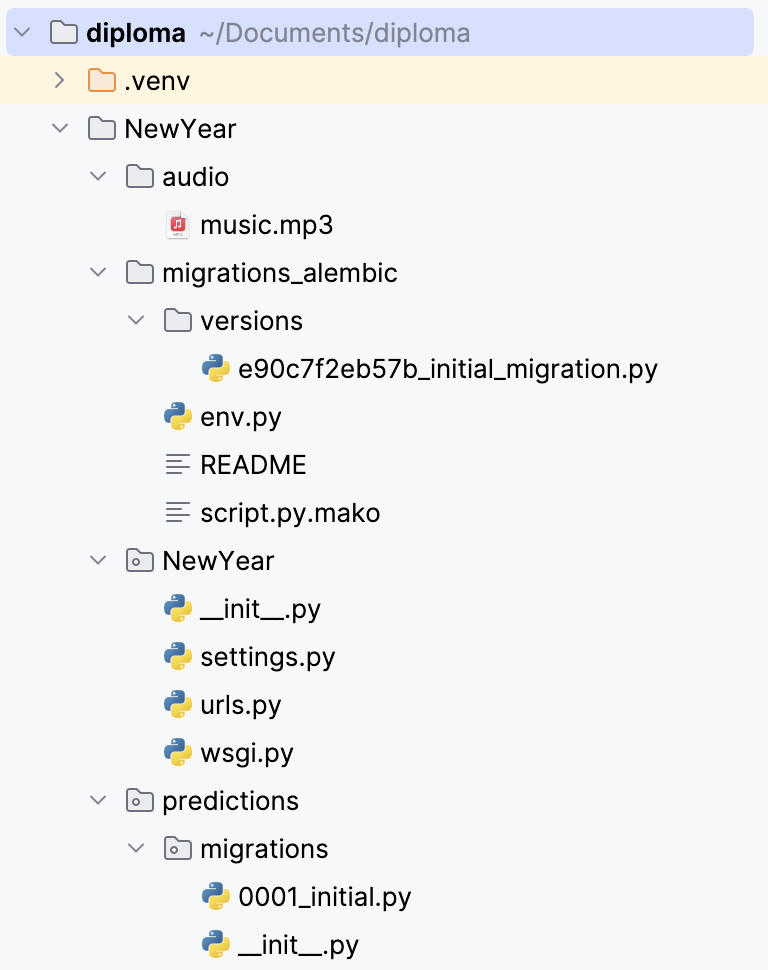 diploma ~/Documents/diploma
.venv
NewYear
audio
music.mp3
migrations_alembic
versions
e90c7f2eb57b_initial_migration.py
env.py
README
script.py.mako
NewYear
__init__.py
settings.py
urls.py
wsgi.py
predictions
migrations
0001_initial.py
__init__.py